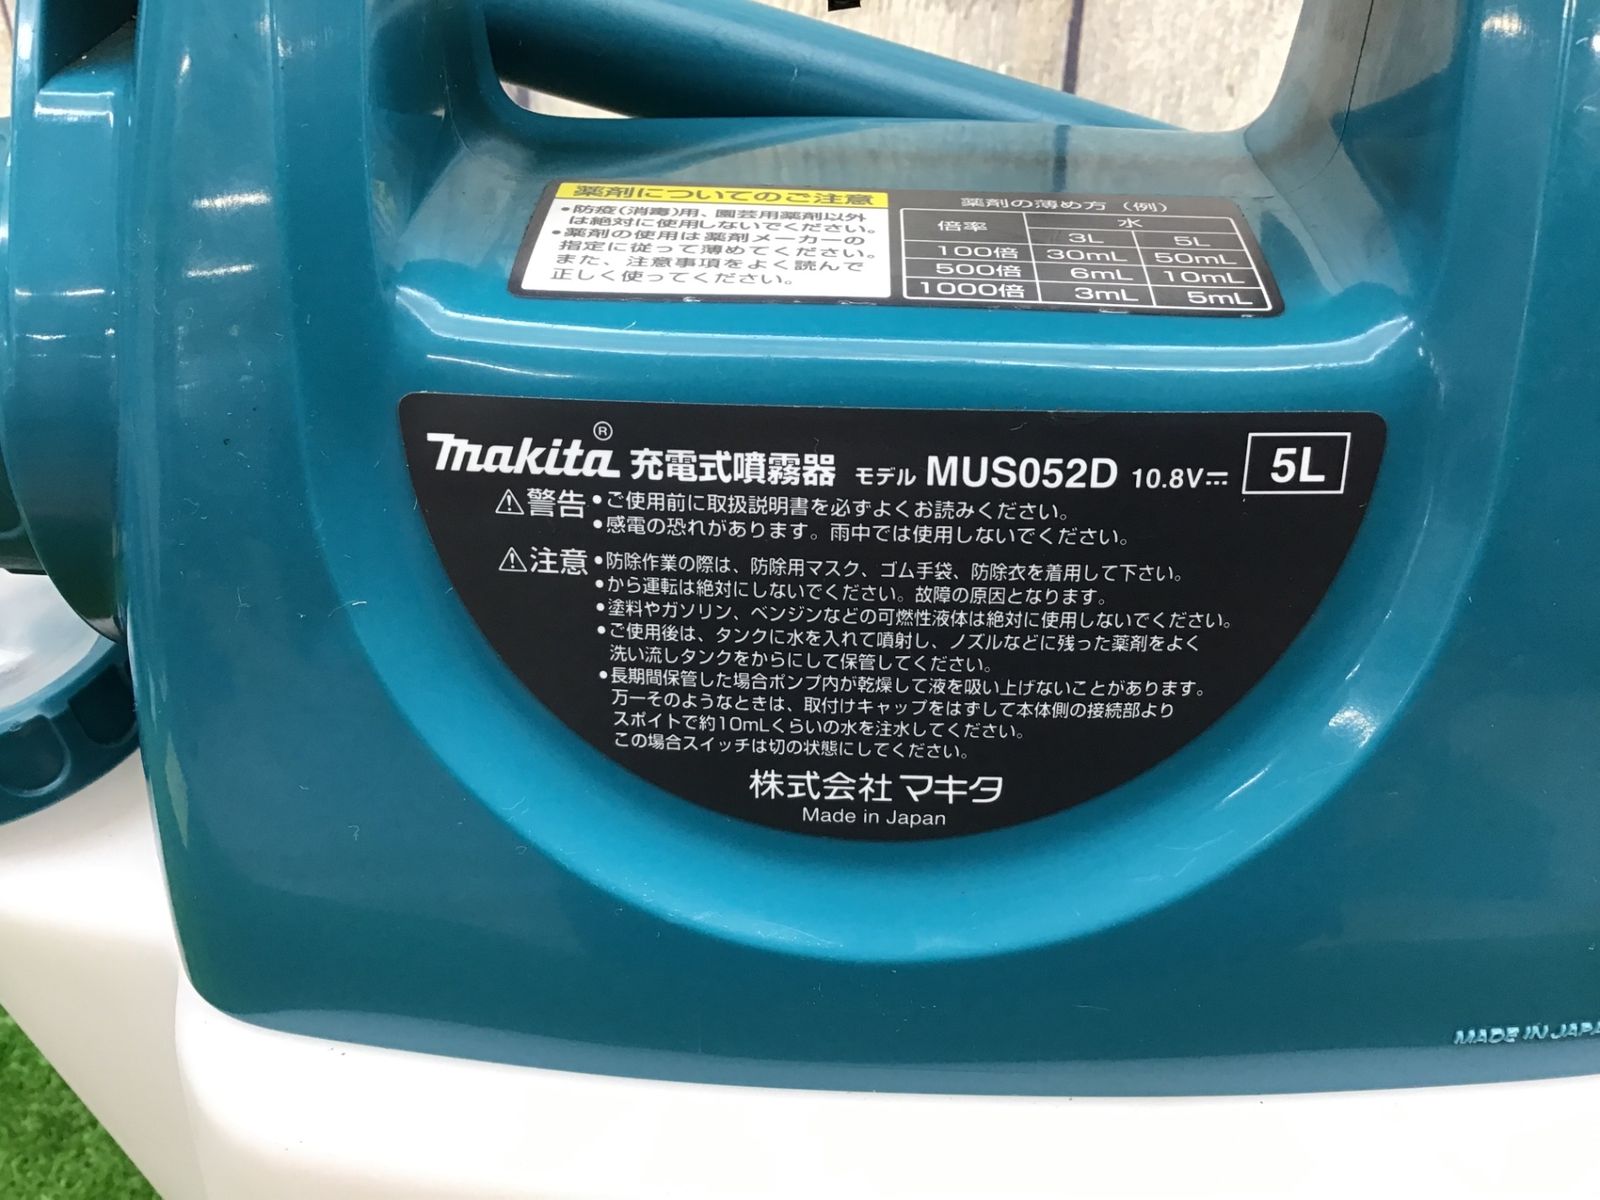 薬剤についてのご注意
•防疫(消毒)用、園芸用薬剤以外
は絶対に使用しないでください。
•薬剤の使用は薬剤メーカーの
指定に従って薄めてください。
また、注意事項をよく読んで
正しく使ってください。
薬剤の薄め方(例)
倍率 水
3L 5L
100倍 30mL 50mL
500倍 6mL 10mL
1000倍 3mL 5mL
makita® 充電式噴霧器 モデル MUS052D 10.8V⎓ 5L
⚠警告 •ご使用前に取扱説明書を必ずよくお読みください。
•感電の恐れがあります。雨中では使用しないでください。
⚠注意 •防除作業の際は、防除用マスク、ゴム手袋、防除衣を着用して下さい。
•から運転は絶対にしないでください。故障の原因となります。
•塗料やガソリン、ベンジンなどの可燃性液体は絶対に使用しないでください。
•ご使用後は、タンクに水を入れて噴射し、ノズルなどに残った薬剤をよく
洗い流しタンクをからにして保管してください。
•長期間保管した場合ポンプ内が乾燥して液を吸い上げないことがあります。
万一そのようなときは、取付けキャップをはずして本体側の接続部より
スポイトで約10mLくらいの水を注水してください。
この場合スイッチは切の状態にしてください。
株式会社マキタ
Made in Japan
MADE IN JAPA